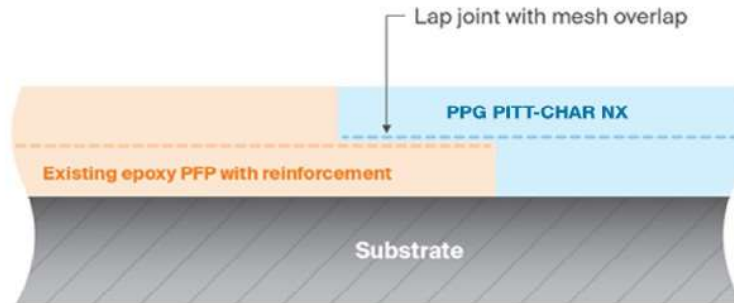 Lap joint with mesh overlap
PPG PITT-CHAR NX
Existing epoxy PFP with reinforcement
Substrate